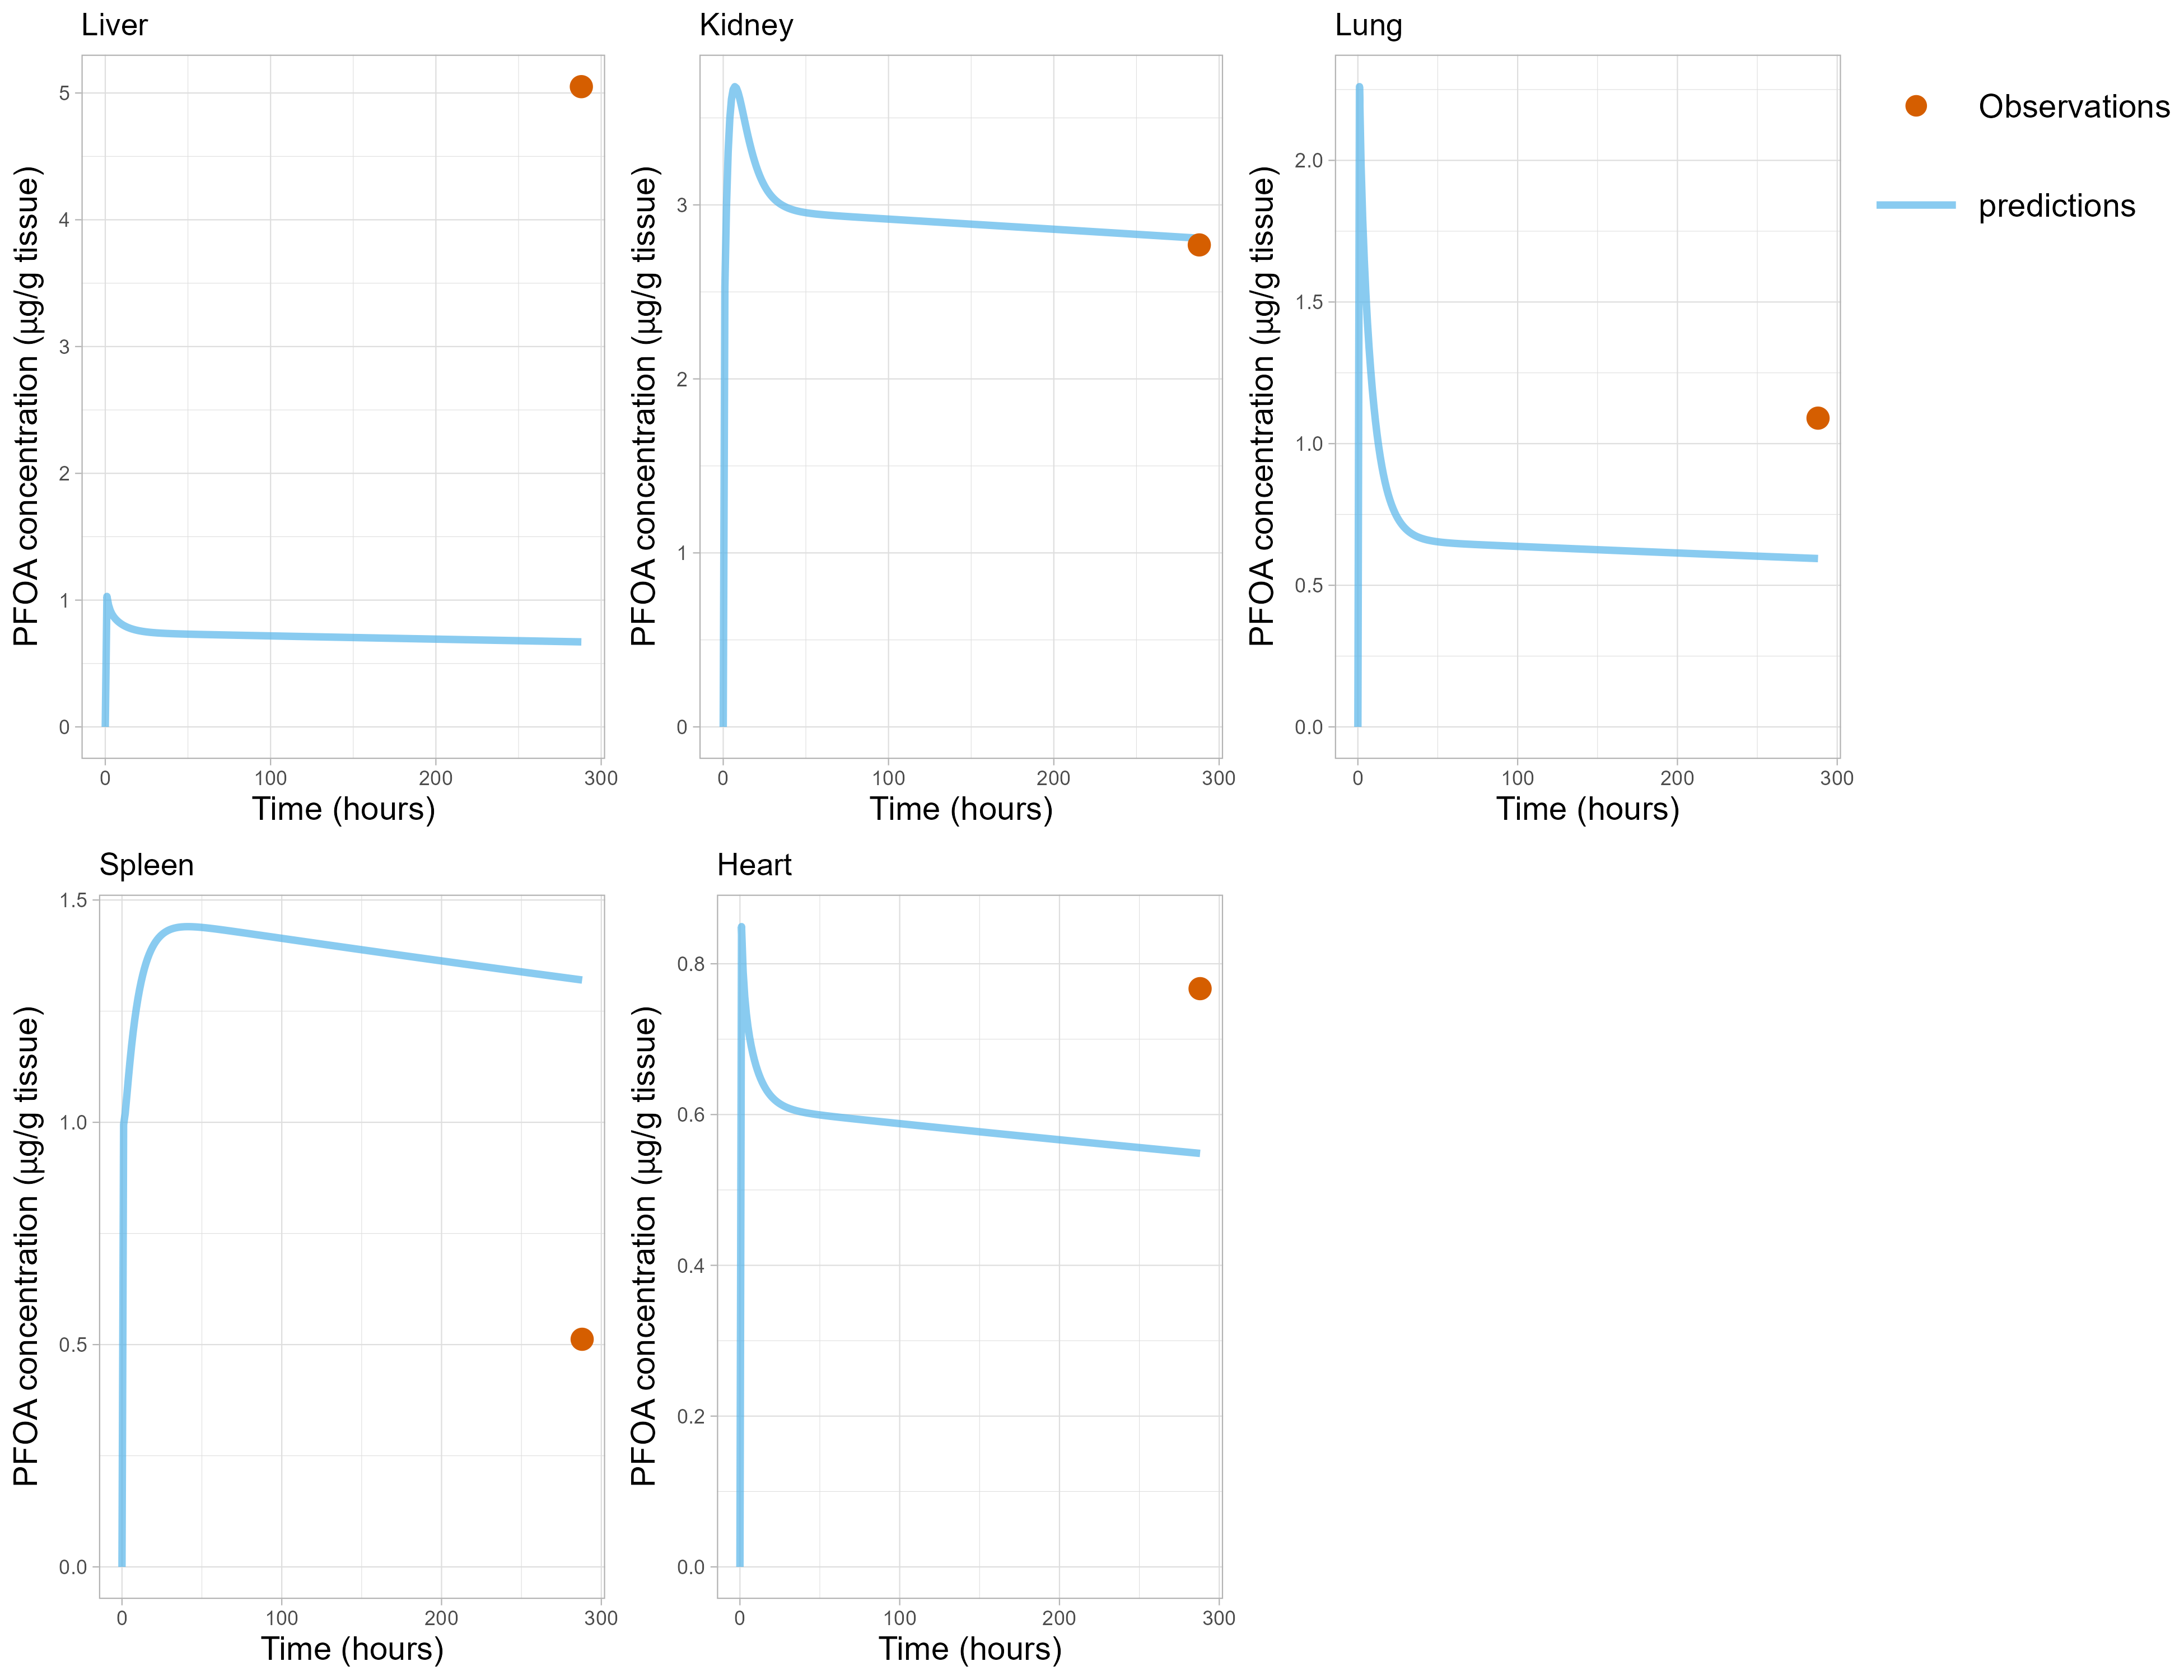 Liver
PFOA concentration (µg/g tissue)
5
4
3
2
1
0
0 100 200 300
Time (hours)
Kidney
PFOA concentration (µg/g tissue)
3
2
1
0
0 100 200 300
Time (hours)
Lung
PFOA concentration (µg/g tissue)
2.0
1.5
1.0
0.5
0.0
0 100 200 300
Time (hours)
Observations
predictions
Spleen
PFOA concentration (µg/g tissue)
1.5
1.0
0.5
0.0
0 100 200 300
Time (hours)
Heart
PFOA concentration (µg/g tissue)
0.8
0.6
0.4
0.2
0.0
0 100 200 300
Time (hours)